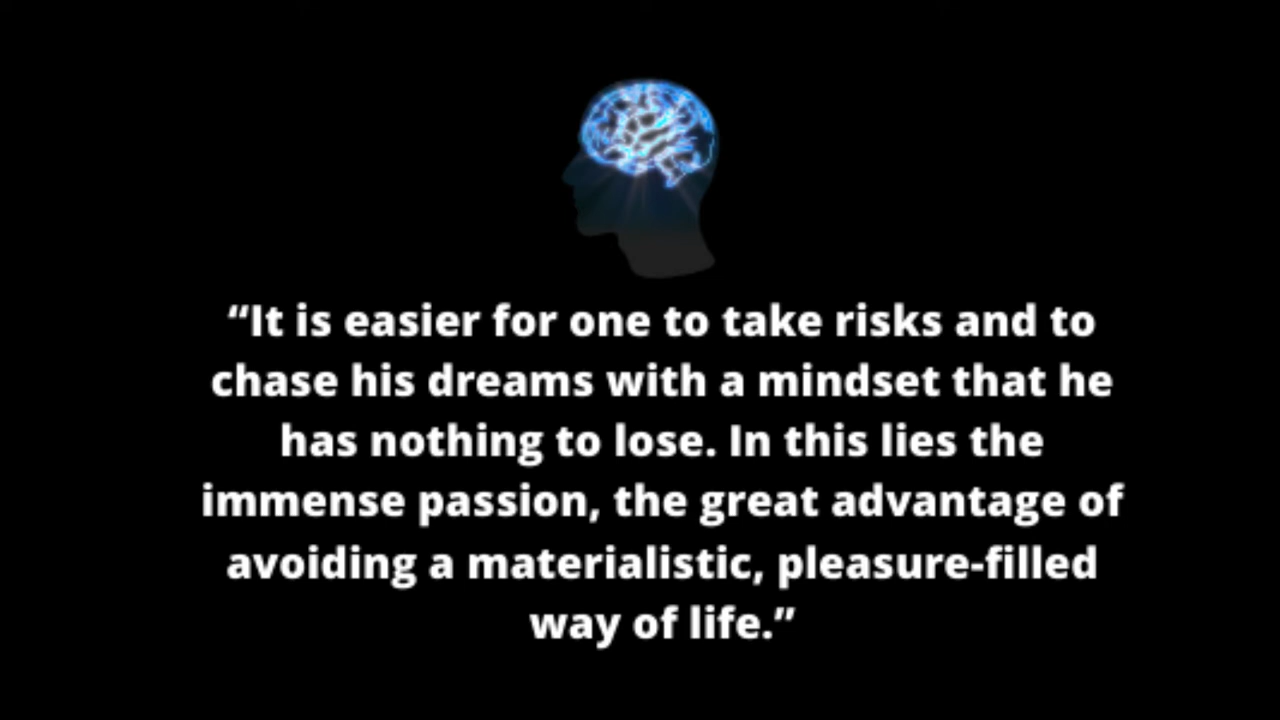 “It is easier for one to take risks and to
chase his dreams with a mindset that he
has nothing to lose. In this lies the
immense passion, the great advantage of
avoiding a materialistic, pleasure-filled
way of life.”